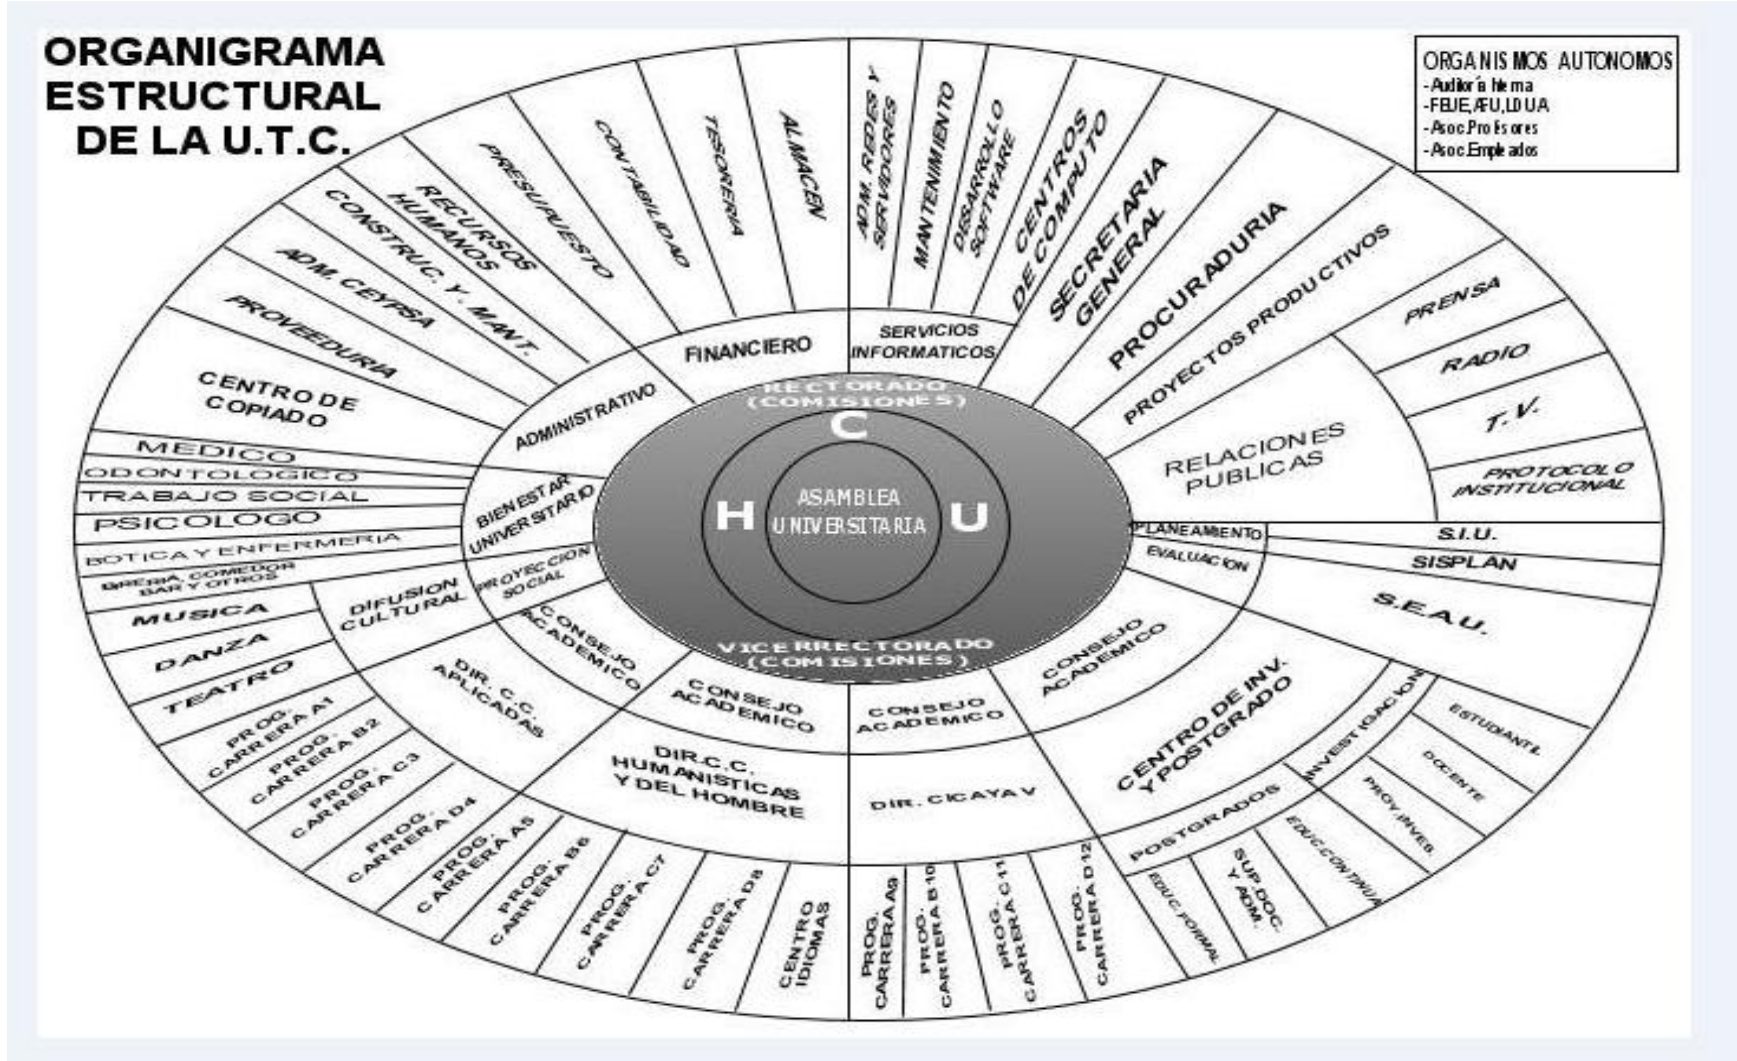 ORGANIGRAMA
ESTRUCTURAL
DE LA U.T.C.
ORGANISMOS AUTONOMOS
-Auditoría Interna
-FEUE,AFU,LDUA
-Asoc.Profesores
-Asoc.Empleados
CENTRO DE
COPIADO
PROVEEDURIA
ADM. CEYPSA
CONSTRUC. Y. MANT.
RECURSOS
HUMANOS
PRESUPUESTO
CONTABILIDAD
TESORERIA
ALMACEN
ADM. REDES Y
SERVIDORES
MANTENIMIENTO
DESARROLLO
SOFTWARE
CENTROS
DE COMPUTO
SECRETARIA
GENERAL
PROCURADURIA
PROYECTOS PRODUCTIVOS
PRENSA
RADIO
T.V.
PROTOCOLO
INSTITUCIONAL
RELACIONES
PUBLICAS
ADMINISTRATIVO
FINANCIERO
SERVICIOS
INFORMATICOS
RECTORADO
(COMISIONES)
C
H
U
ASAMBLEA
UNIVERSITARIA
VICERRECTORADO
(COMISIONES)
MEDICO
ODONTOLOGICO
TRABAJO SOCIAL
PSICOLOGO
BOTICA Y ENFERMERIA
COMEDOR
BAR Y OTROS
BIENESTAR
UNIVERSITARIO
PROYECCION
SOCIAL
DIFUSION
CULTURAL
MUSICA
DANZA
TEATRO
PLANEAMIENTO
EVALUACION
S.I.U.
SISPLAN
S.E.A.U.
CONSEJO
ACADEMICO
DIR. C.C.
APLICADAS
PROG.
CARRERA A1
PROG.
CARRERA B2
PROG.
CARRERA C3
PROG.
CARRERA D4
CONSEJO
ACADEMICO
DIR.C.C.
HUMANISTICAS
Y DEL HOMBRE
PROG.
CARRERA A5
PROG.
CARRERA B6
PROG.
CARRERA C7
PROG.
CARRERA D8
CENTRO
IDIOMAS
CONSEJO
ACADEMICO
DIR. CICAYAV
PROG.
CARRERA A9
PROG.
CARRERA B10
PROG.
CARRERA C11
PROG.
CARRERA D12
CONSEJO
ACADEMICO
CENTRO DE INV.
Y POSTGRADO
POSTGRADOS
INVESTIGACION
EDUC.FORMAL
SUP.DOC.
Y ADM.
EDUC.CONTINUA
PROY.INVES.
DOCENTE
ESTUDIANTIL